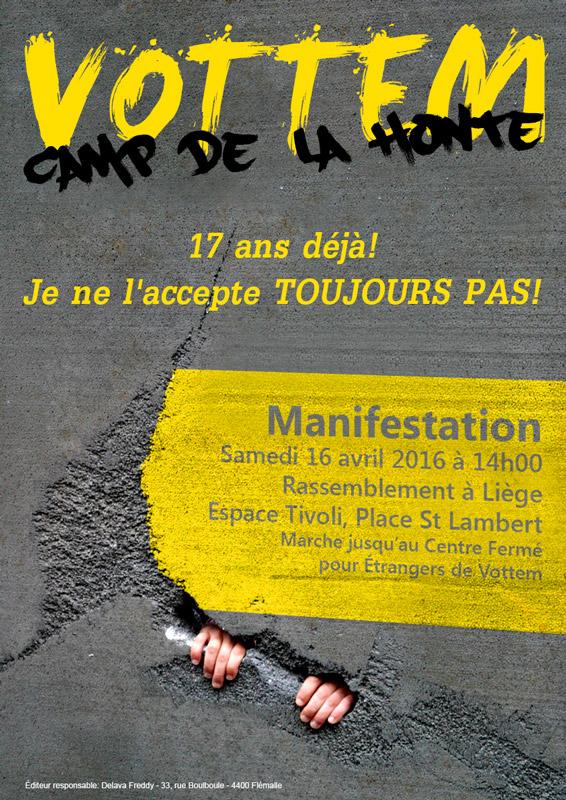 VOTTEM
CAMP DE LA HONTE
17 ans déjà!
Je ne l'accepte TOUJOURS PAS!
Manifestation
Samedi 16 avril 2016 à 14h00
Rassemblement à Liège
Espace Tivoli, Place St Lambert
Marche jusqu'au Centre Fermé
pour Étrangers de Vottem
Éditeur responsable: Delava Freddy - 33, rue Boulboule - 4400 Flémalle